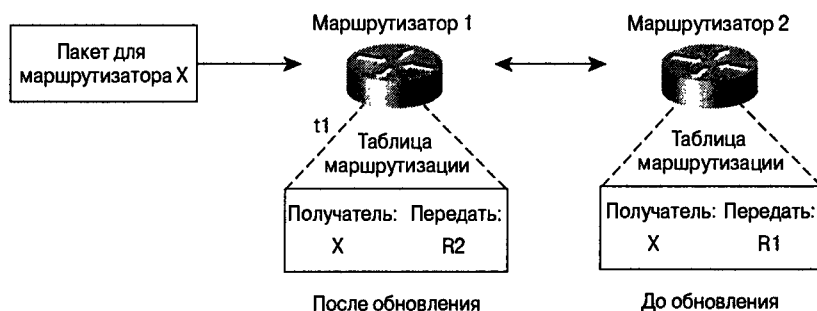 Маршрутизатор 1
Маршрутизатор 2
Пакет для
маршрутизатора X
t1
Таблица
маршрутизации
Получатель: Передать:
X R2
После обновления
Таблица
маршрутизации
Получатель: Передать:
X R1
До обновления